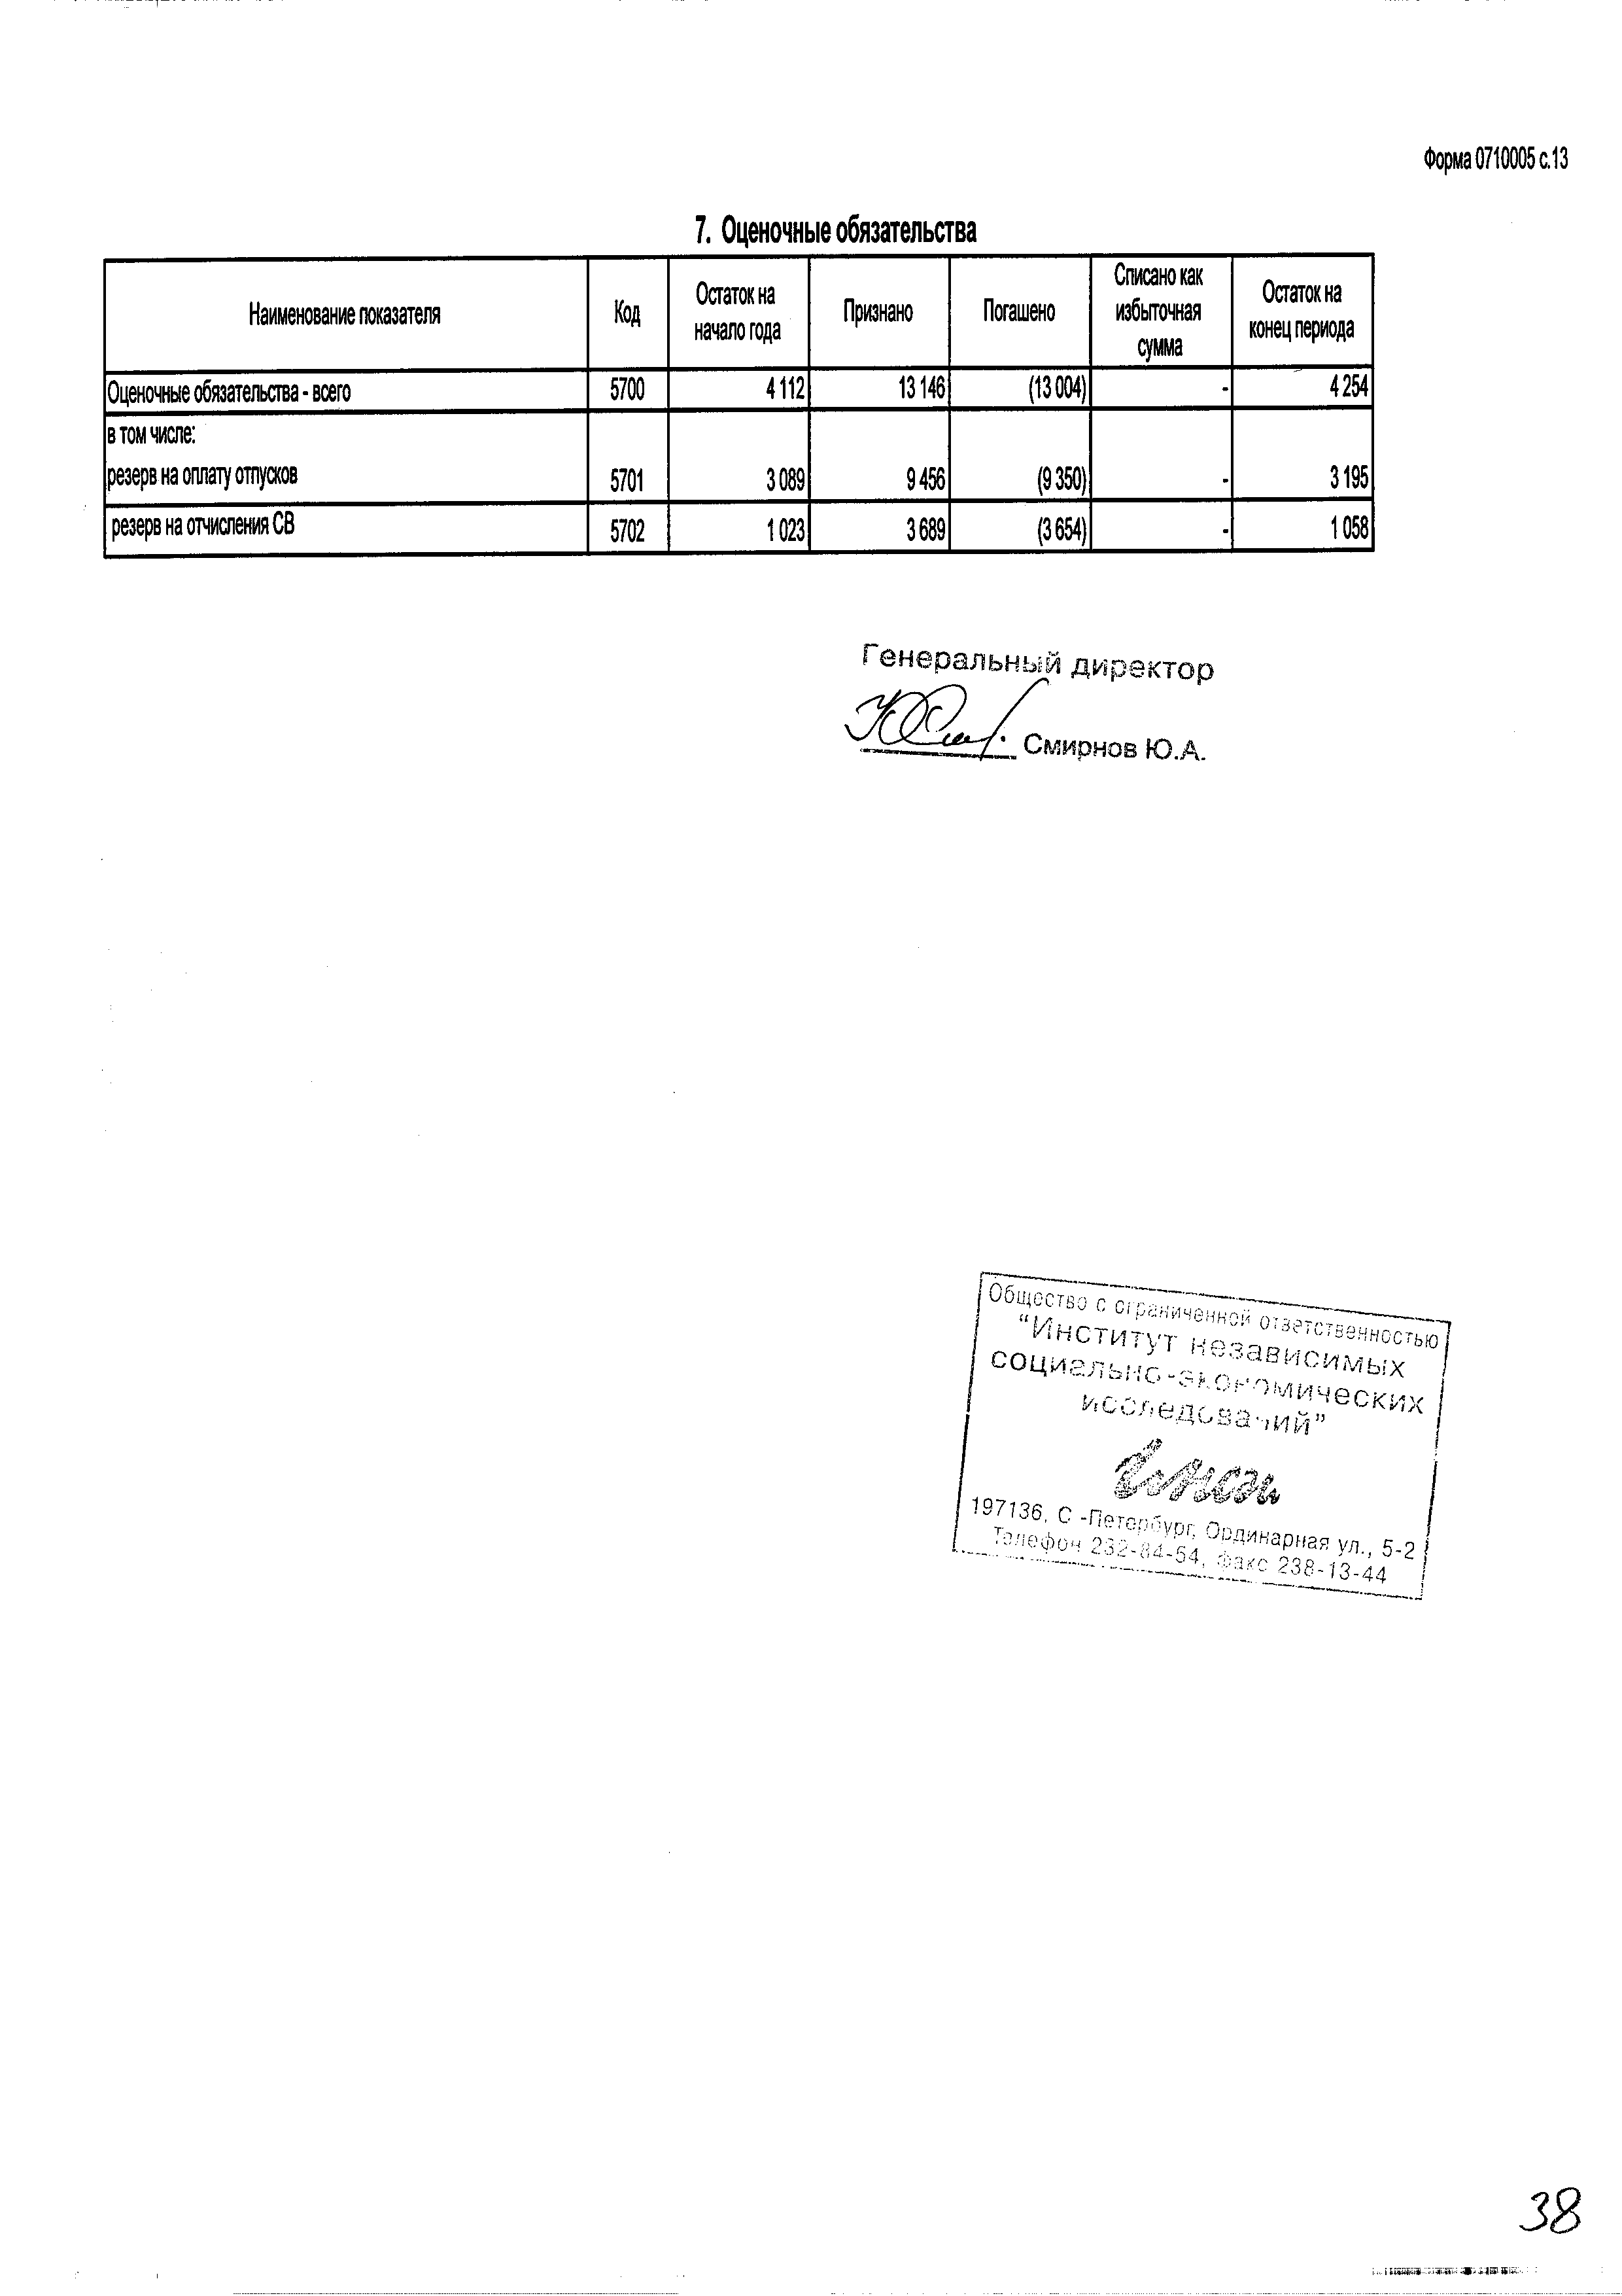 Форма 0710005 с.13
7. Оценочные обязательства
Наименование показателя Код Остаток на начало года Признано Погашено Списано как избыточная сумма Остаток на конец периода
Оценочные обязательства - всего 5700 4 112 13 146 (13 004) - 4 254
в том числе:
резерв на оплату отпусков 5701 3 089 9 456 (9 350) - 3 195
резерв на отчисления СВ 5702 1 023 3 689 (3 654) - 1 058
Генеральный директор
Смирнов Ю.А.
Общество с ограниченной ответственностью
"Институт независимых
социально-экономических
исследований"
197136, С -Петербург, Ординарная ул., 5-2
Телефон 232-84-54, факс 238-13-44
38